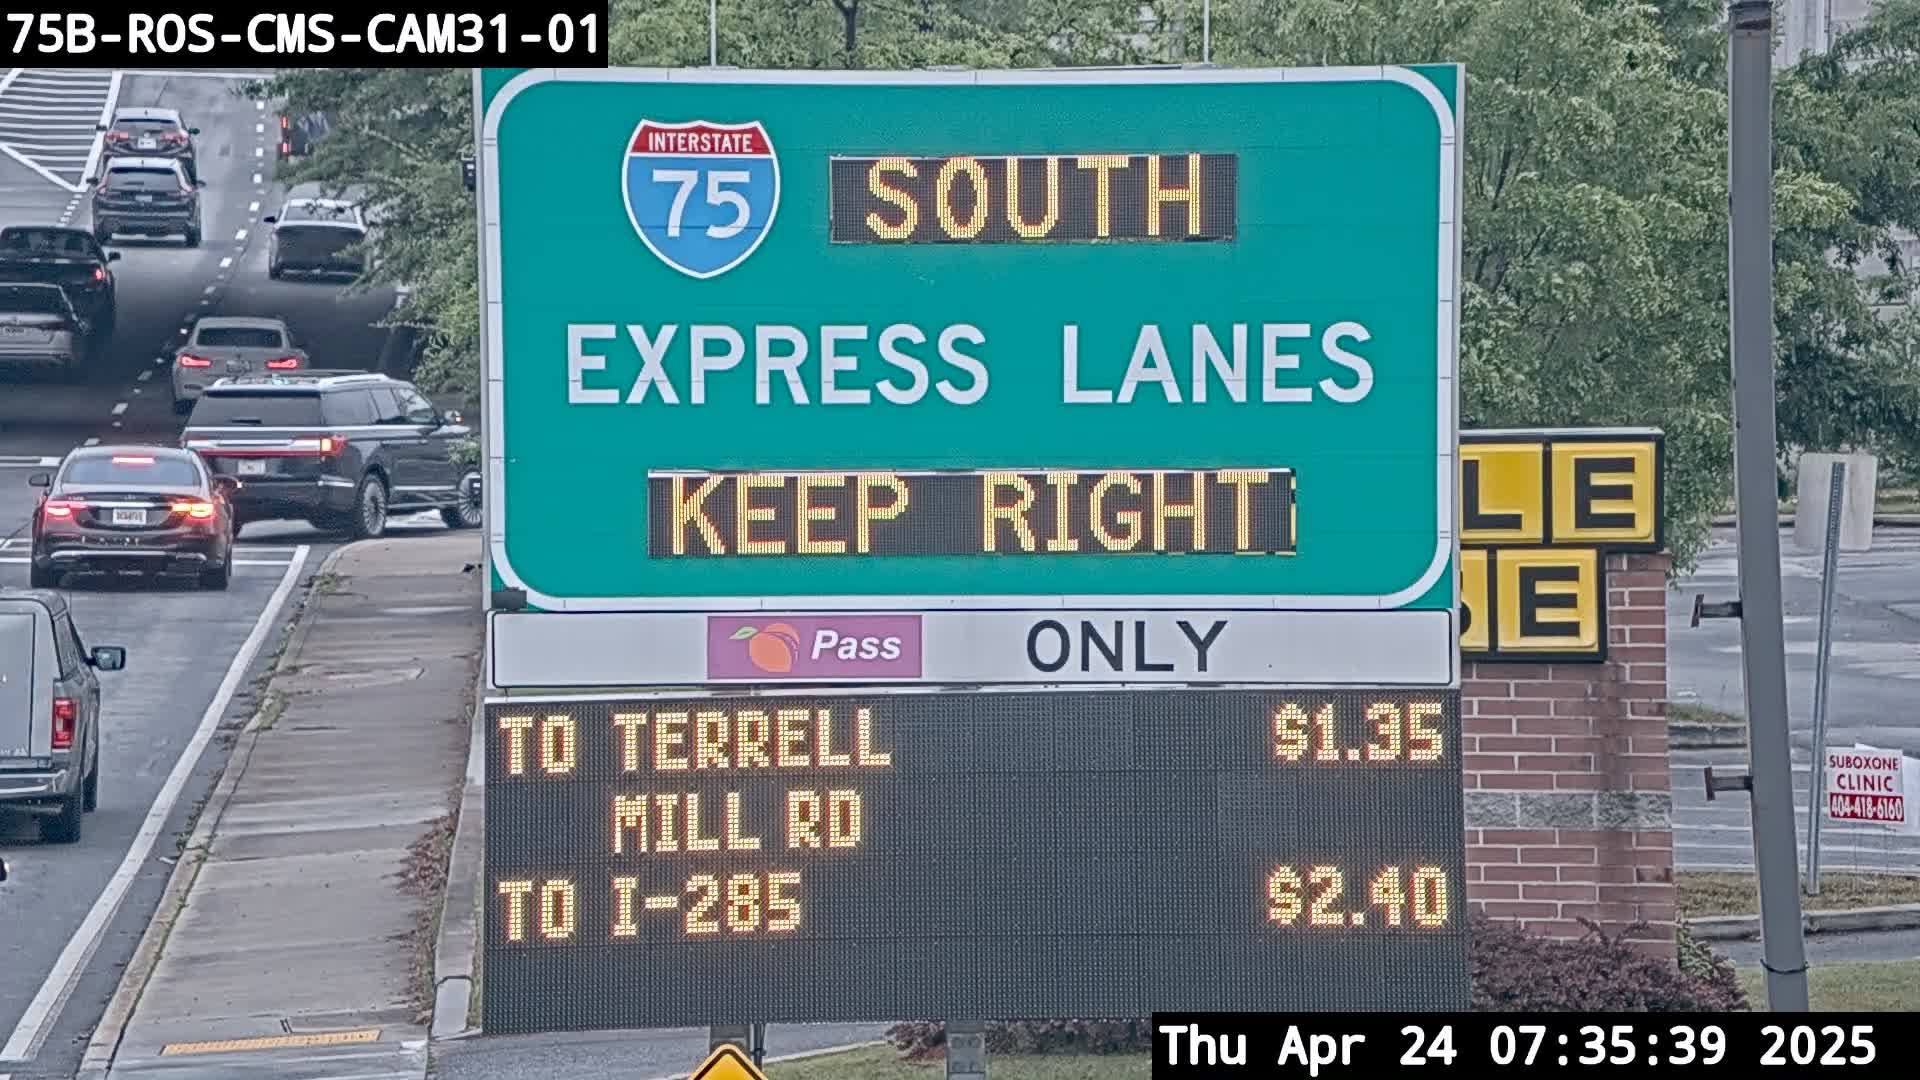 75B-ROS-CMS-CAM31-01
INTERSTATE
75
SOUTH
EXPRESS LANES
KEEP RIGHT
Pass ONLY
TO TERRELL $1.35
MILL RD
TO I-285 $2.40
LE
E
SUBOXONE
CLINIC
404-418-6160
Thu Apr 24 07:35:39 2025